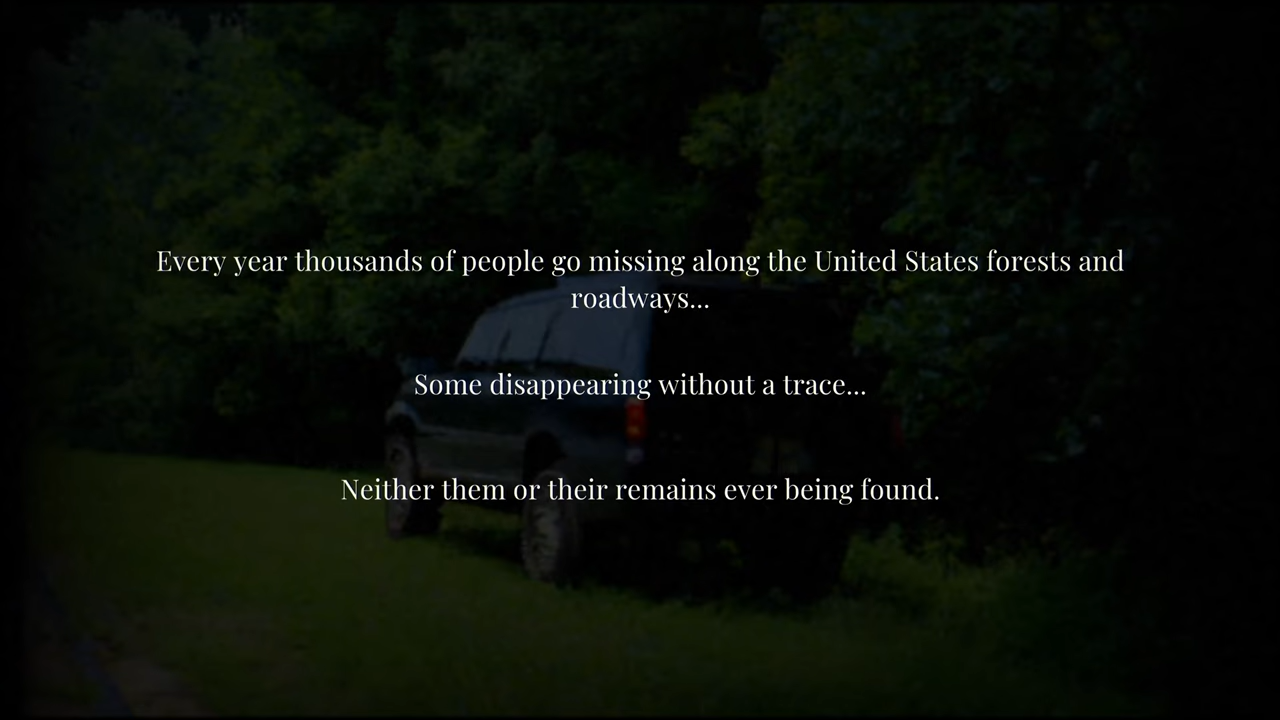 Every year thousands of people go missing along the United States forests and
roadways...
Some disappearing without a trace...
Neither them or their remains ever being found.